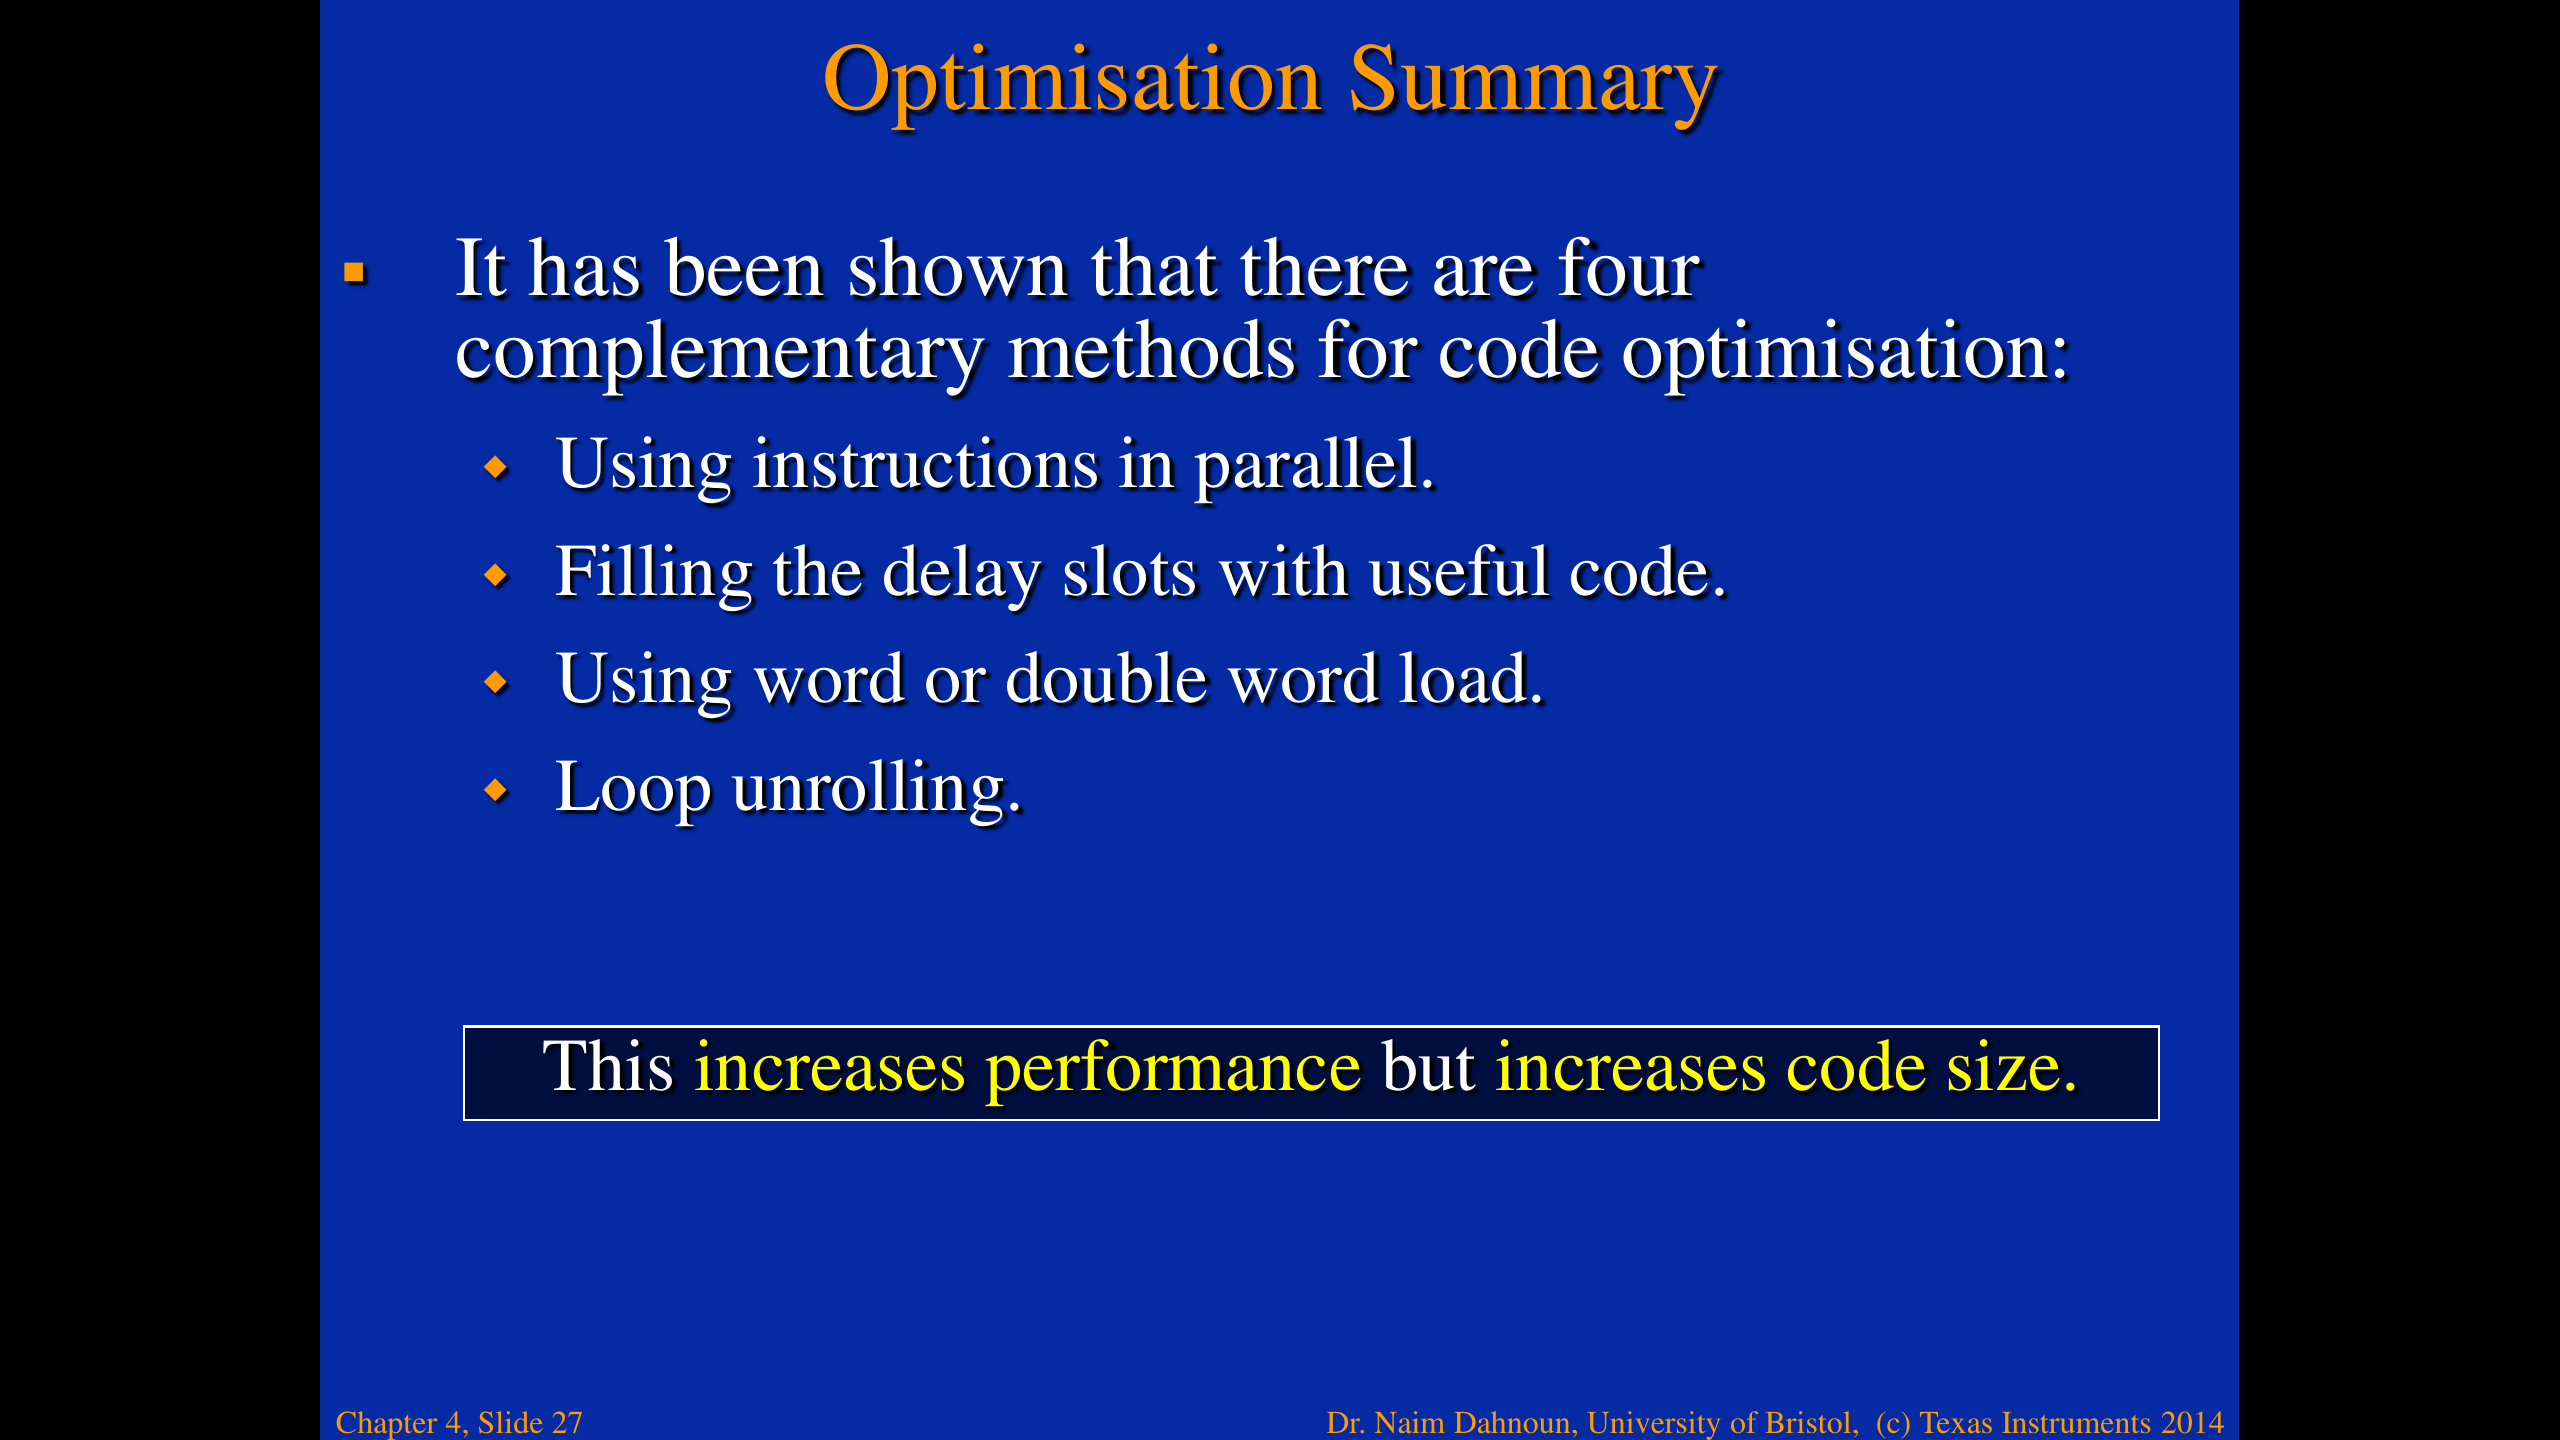 Optimisation Summary
It has been shown that there are four
complementary methods for code optimisation:
Using instructions in parallel.
Filling the delay slots with useful code.
Using word or double word load.
Loop unrolling.
This increases performance but increases code size.
Chapter 4, Slide 27
Dr. Naim Dahnoun, University of Bristol, (c) Texas Instruments 2014